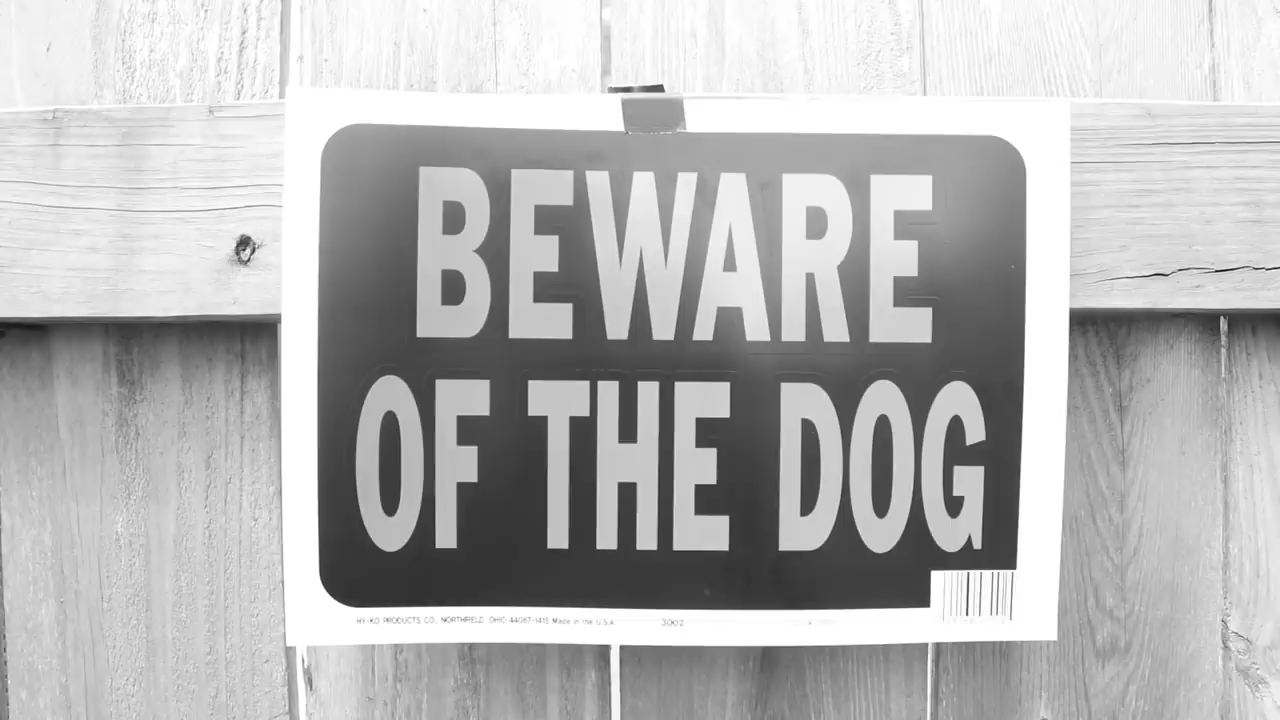 BEWARE
OF THE DOG
HY-KO PRODUCTS CO., NORTHFIELD, OHIO 44067-1415 Made in the U.S.A. 3002